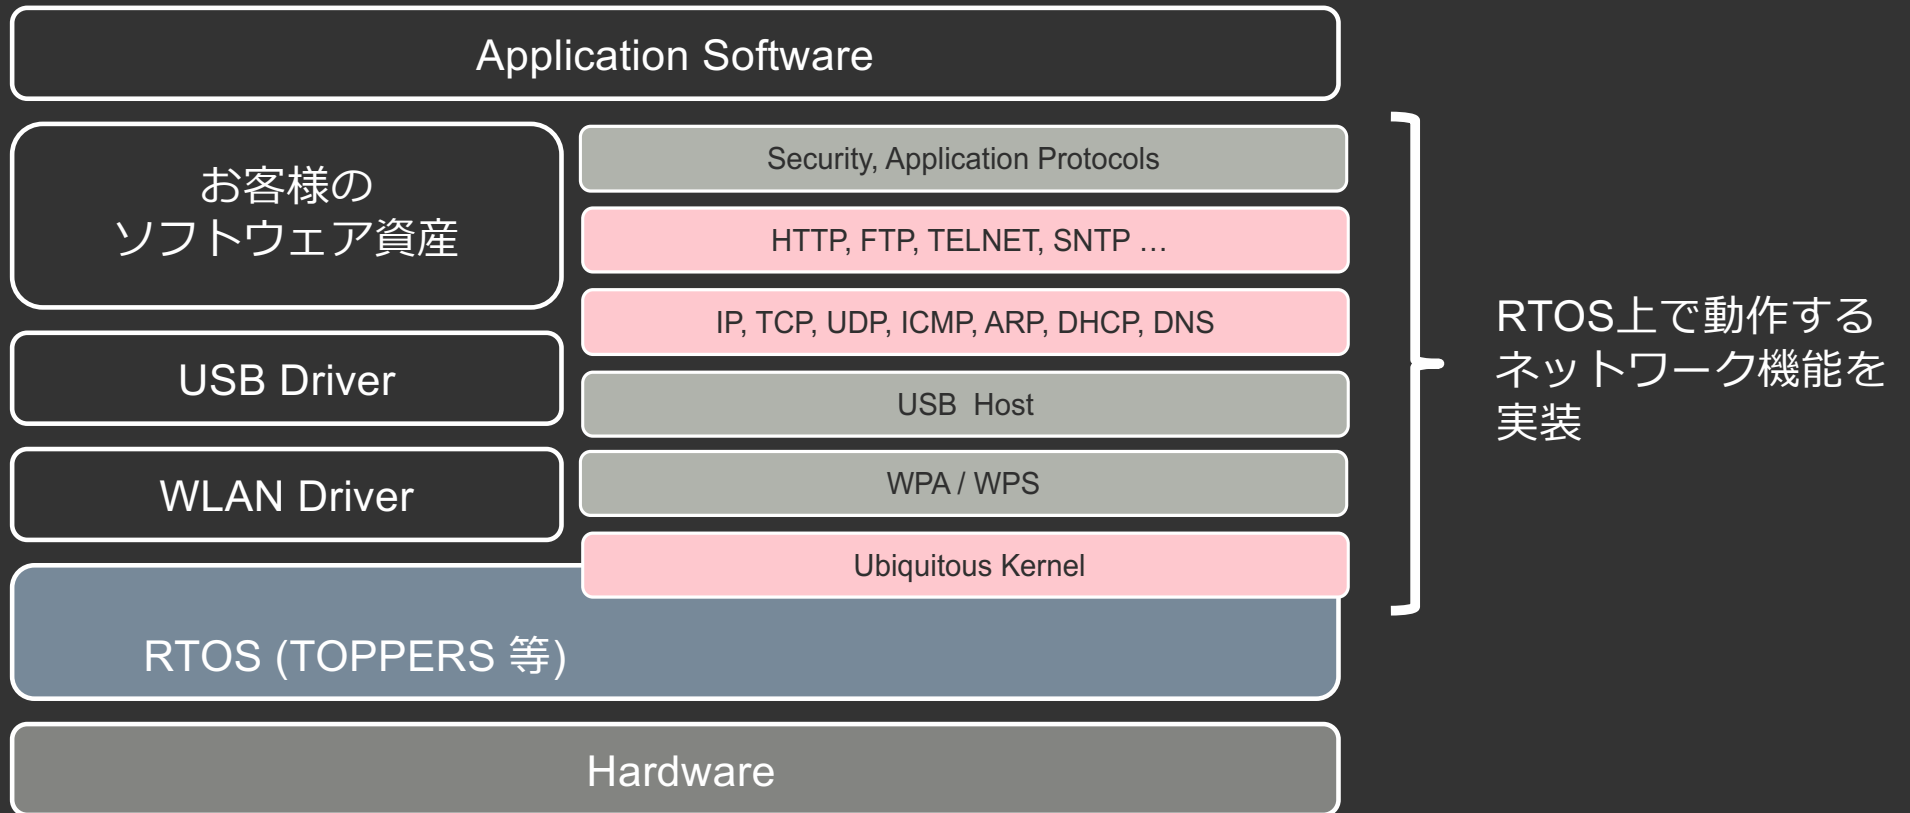 Application Software
お客様の
ソフトウェア資産
USB Driver
WLAN Driver
Security, Application Protocols
HTTP, FTP, TELNET, SNTP …
IP, TCP, UDP, ICMP, ARP, DHCP, DNS
USB Host
WPA / WPS
Ubiquitous Kernel
RTOS (TOPPERS 等)
Hardware
RTOS上で動作する
ネットワーク機能を
実装